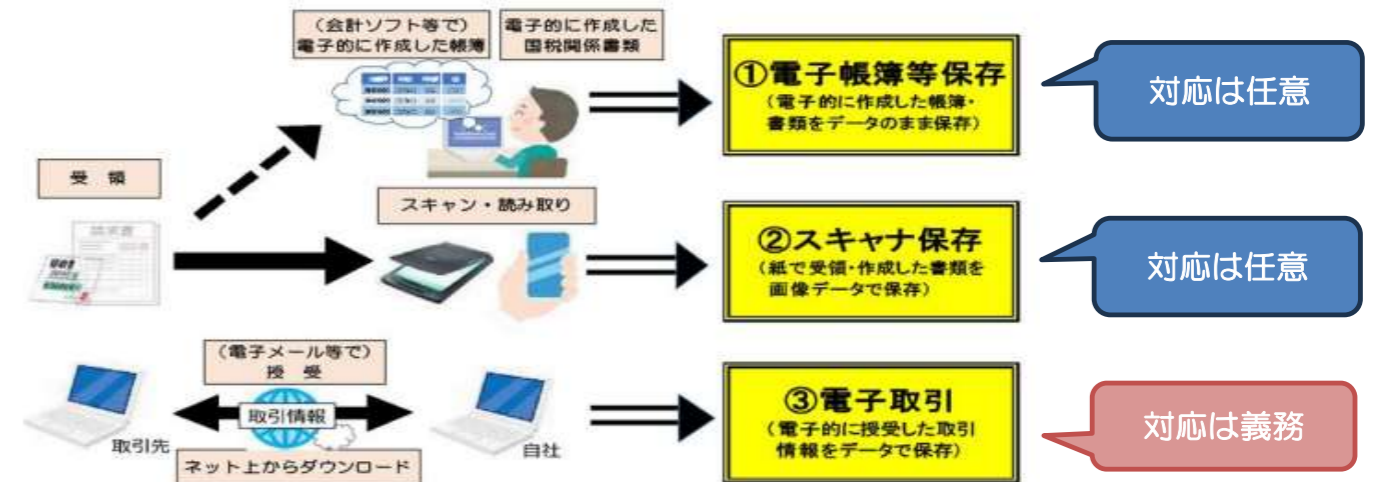 （会計ソフト等で）
電子的に作成した帳簿
電子的に作成した
国税関係書類
①電子帳簿等保存
（電子的に作成した帳簿・
書類をデータのまま保存）
対応は任意
受 領
請求書
スキャン・読み取り
②スキャナ保存
（紙で受領・作成した書類を
画像データで保存）
対応は任意
（電子メール等で）
授 受
取引情報
取引先
自社
ネット上からダウンロード
③電子取引
（電子的に授受した取引
情報をデータで保存）
対応は義務